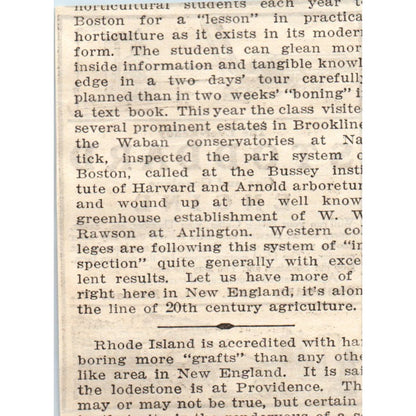 horticultural students each year t
Boston for a "lesson" in practica
horticulture as it exists in its moder
form. The students can glean mor
inside information and tangible knowl
edge in a two days' tour carefull
planned than in two weeks' "boning" i
a text book. This year the class visite
several prominent estates in Brookline
the Waban conservatories at Na
tick, inspected the park system o
Boston, called at the Bussey insti
tute of Harvard and Arnold arboretu
and wound up at the well know
greenhouse establishment of W. W
Rawson at Arlington. Western col
leges are following this system of "in
spection" quite generally with excel
lent results. Let us have more of i
right here in New England, it's alon
the line of 20th century agriculture.
Rhode Island is accredited with har
boring more "grafts" than any othe
like area in New England. It is sai
the lodestone is at Providence. Th
may or may not be true, but certain i